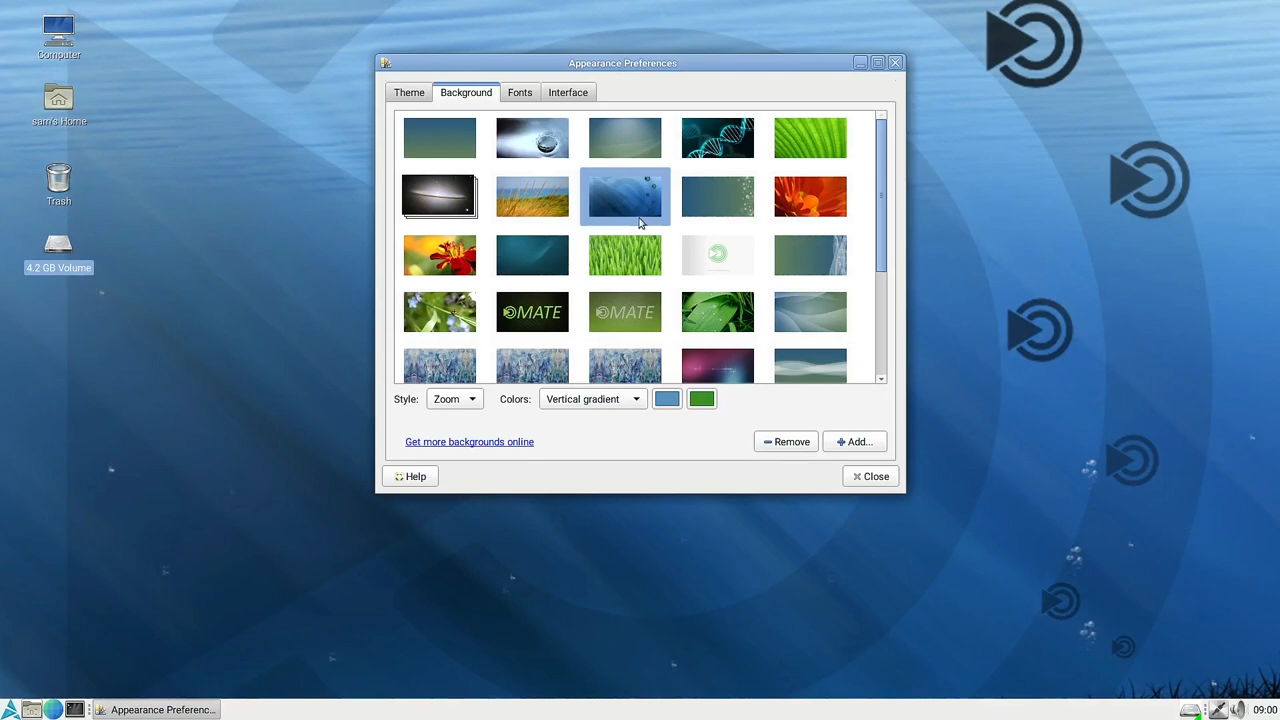 Computer
sam's Home
Trash
4.2 GB Volume
Appearance Preferences
Theme
Background
Fonts
Interface
MATE
MATE
Style:
Zoom
Colors:
Vertical gradient
Get more backgrounds online
Remove
Add...
Help
Close
Appearance Preferenc...
09:00